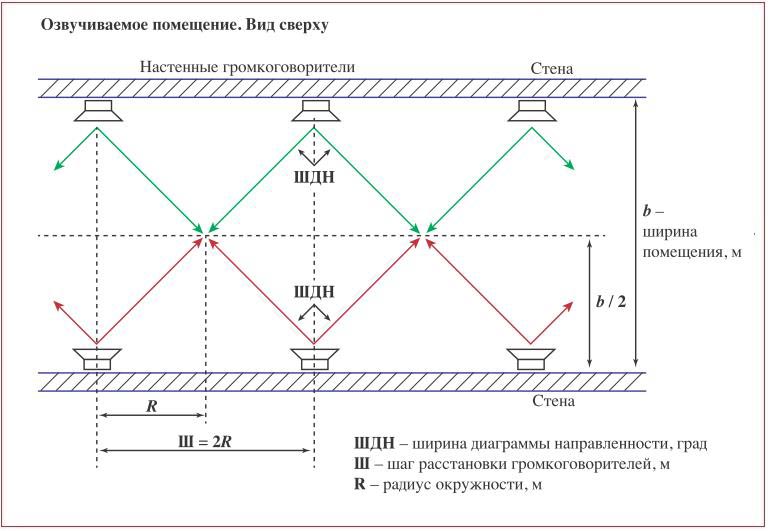 Озвучиваемое помещение. Вид сверху
Настенные громкоговорители
Стена
ШДН
b –
ширина
помещения, м
ШДН
b / 2
Стена
R
Ш = 2R
ШДН – ширина диаграммы направленности, град
Ш – шаг расстановки громкоговорителей, м
R – радиус окружности, м